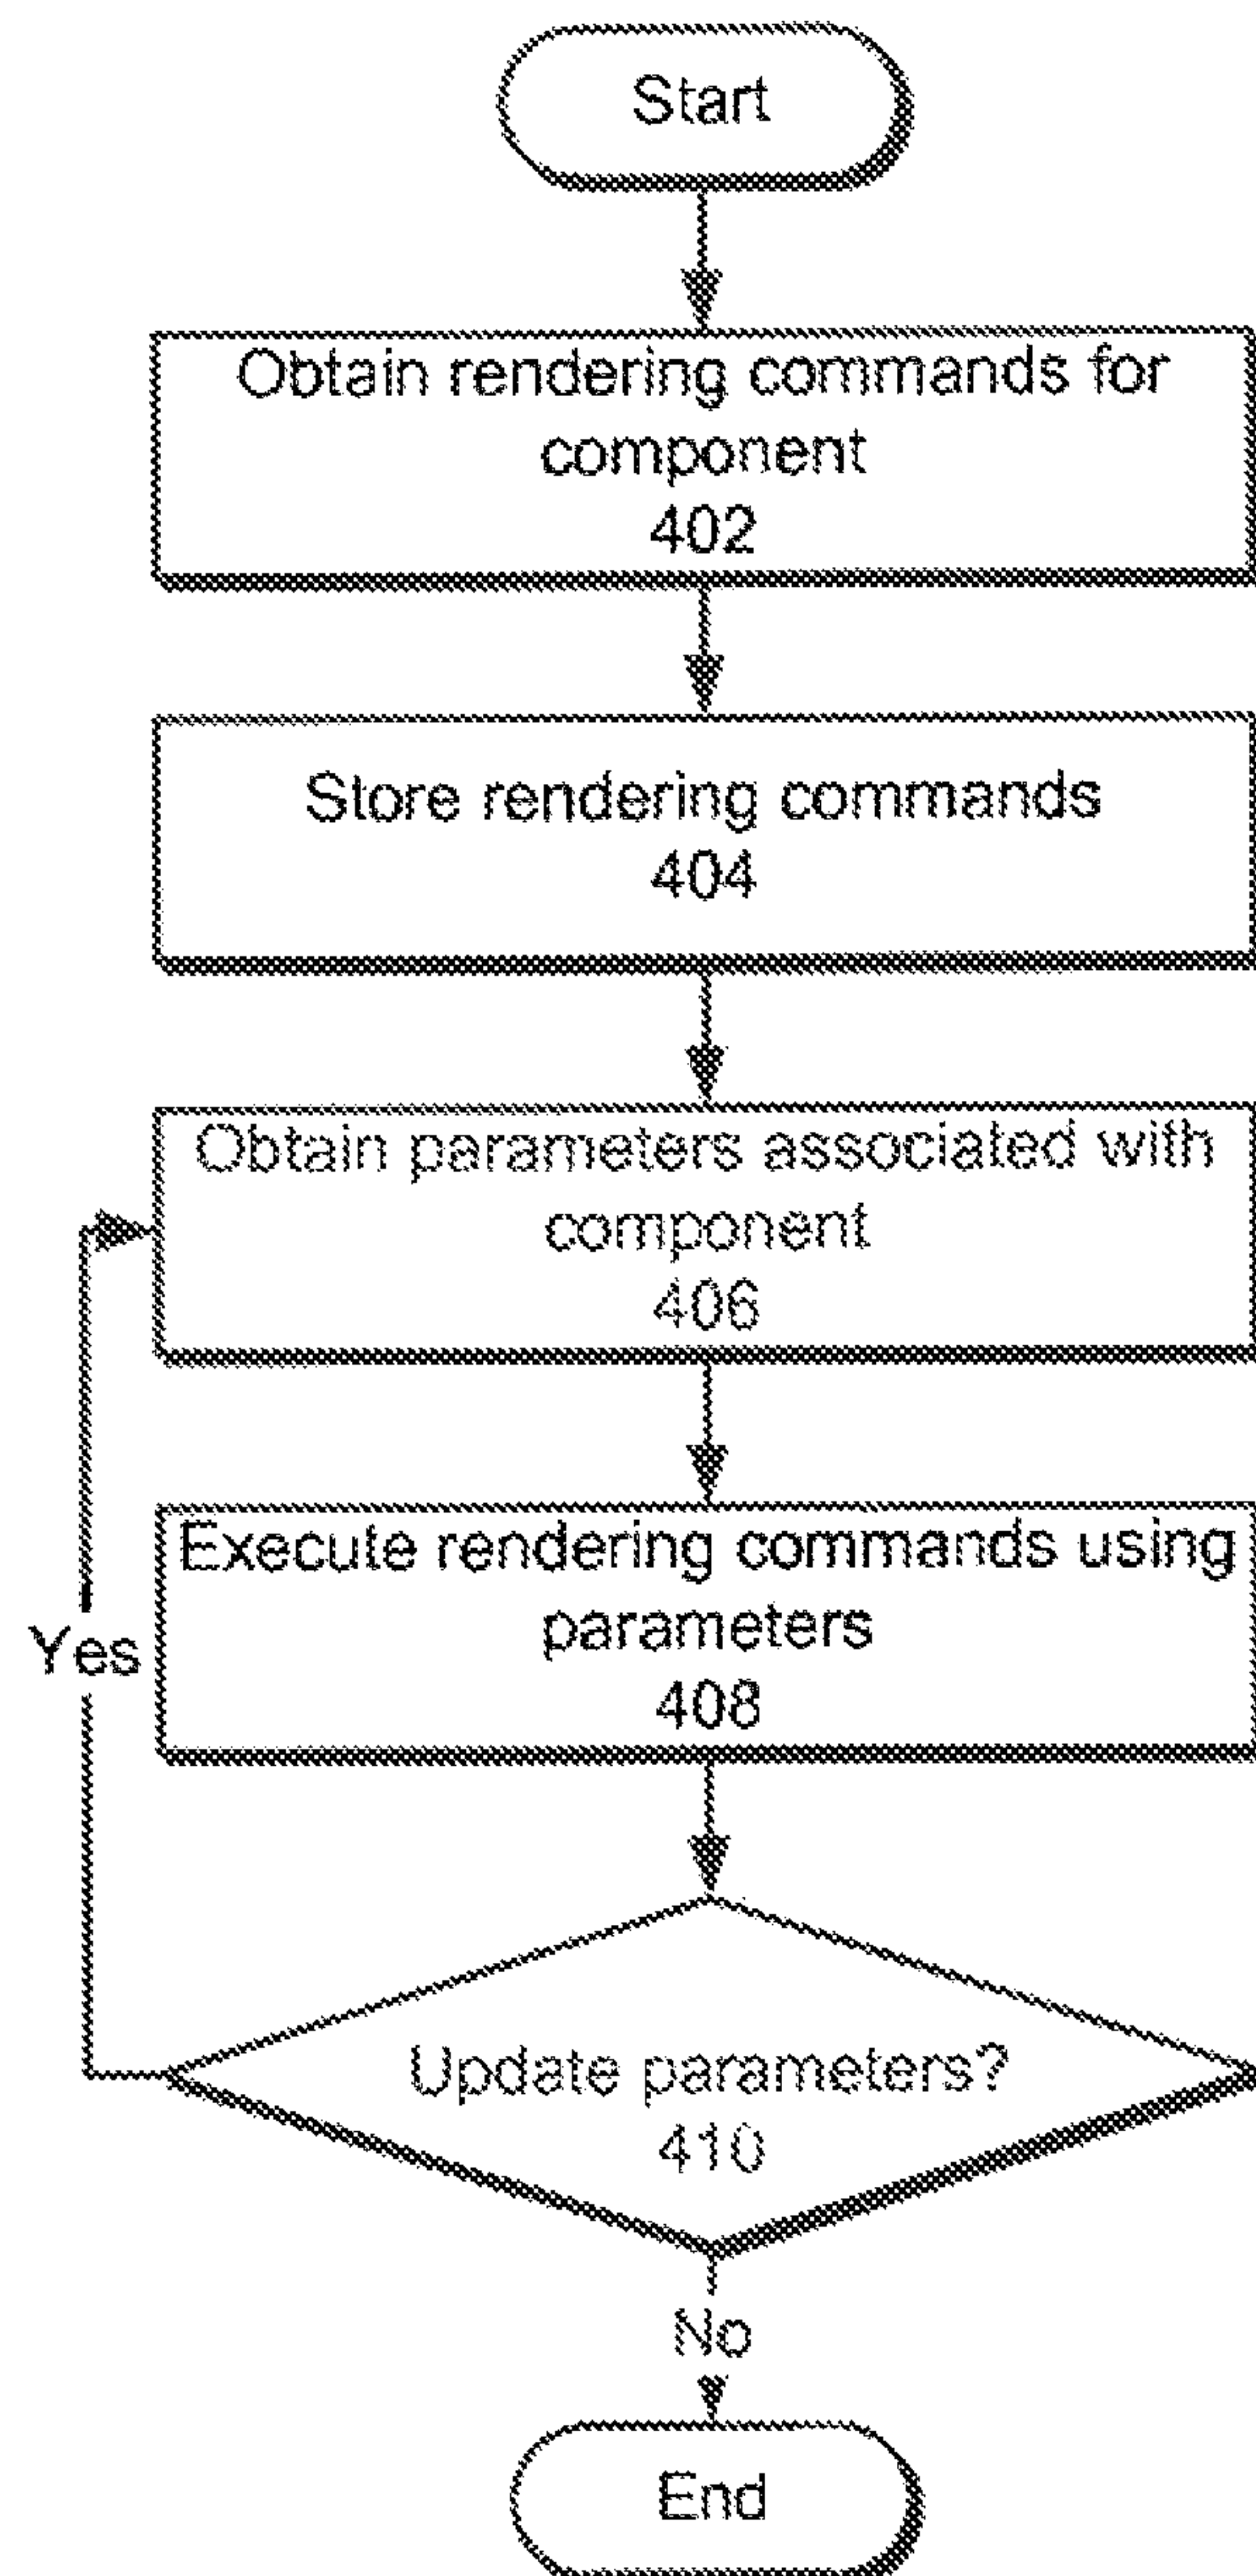 Start
Obtain rendering commands for
component
402
Store rendering commands
404
Obtain parameters associated with
component
406
Execute rendering commands using
parameters
408
Yes
Update parameters?
410
No
End